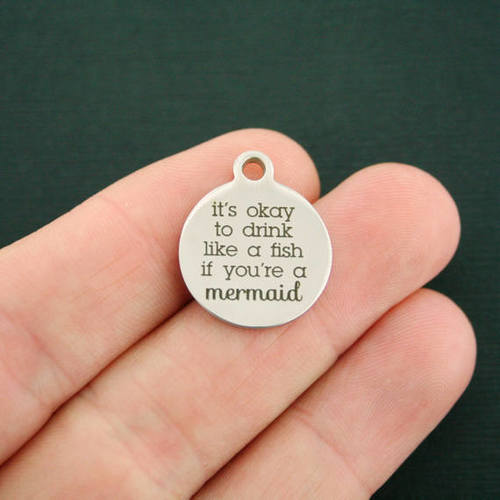 it's okay
to drink
like a fish
if you're a
mermaid